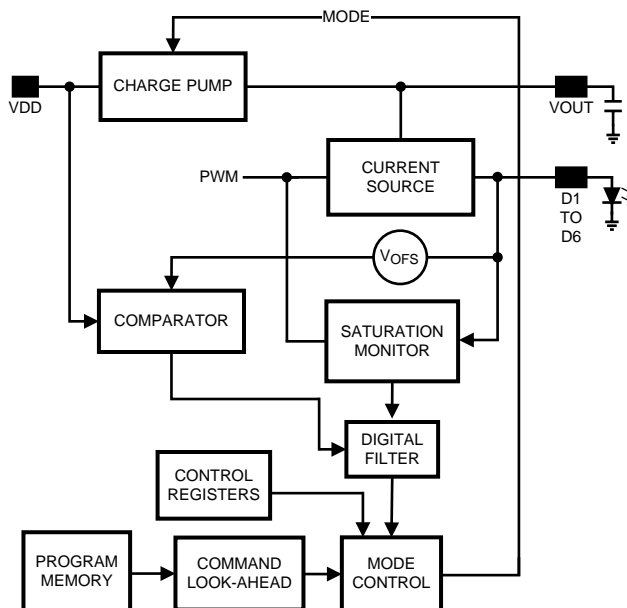 MODE
CHARGE PUMP
VDD
VOUT
PWM
CURRENT
SOURCE
D1
TO
D6
VOFS
COMPARATOR
SATURATION
MONITOR
DIGITAL
FILTER
CONTROL
REGISTERS
PROGRAM
MEMORY
COMMAND
LOOK-AHEAD
MODE
CONTROL